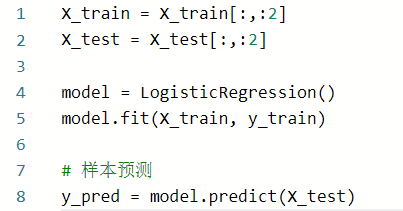 1 X_train = X_train[:,:2]
2 X_test = X_test[:,:2]
3
4 model = LogisticRegression()
5 model.fit(X_train, y_train)
6
7 # 样本预测
8 y_pred = model.predict(X_test)